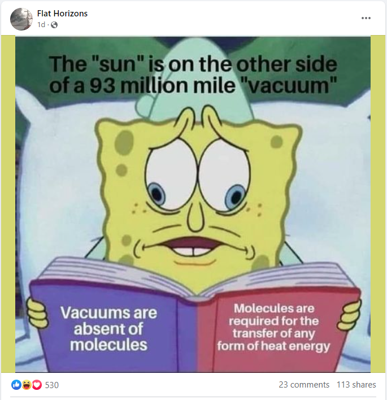 Flat Horizons
1d ·
The "sun" is on the other side
of a 93 million mile "vacuum"
Vacuums are
absent of
molecules
Molecules are
required for the
transfer of any
form of heat energy
530
23 comments 113 shares